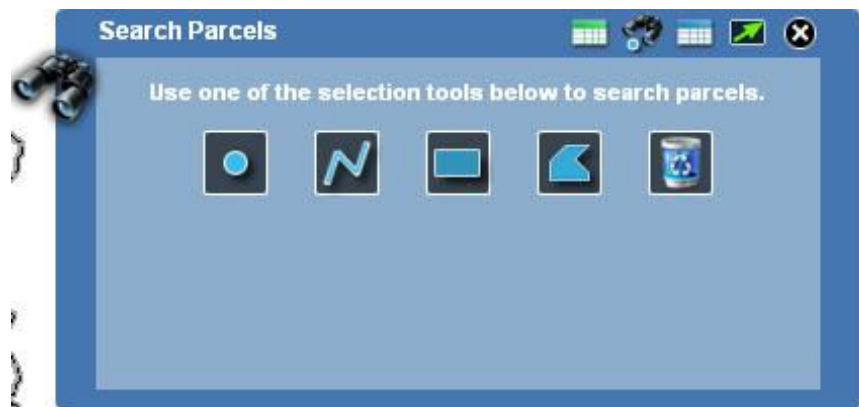 Search Parcels
Use one of the selection tools below to search parcels.